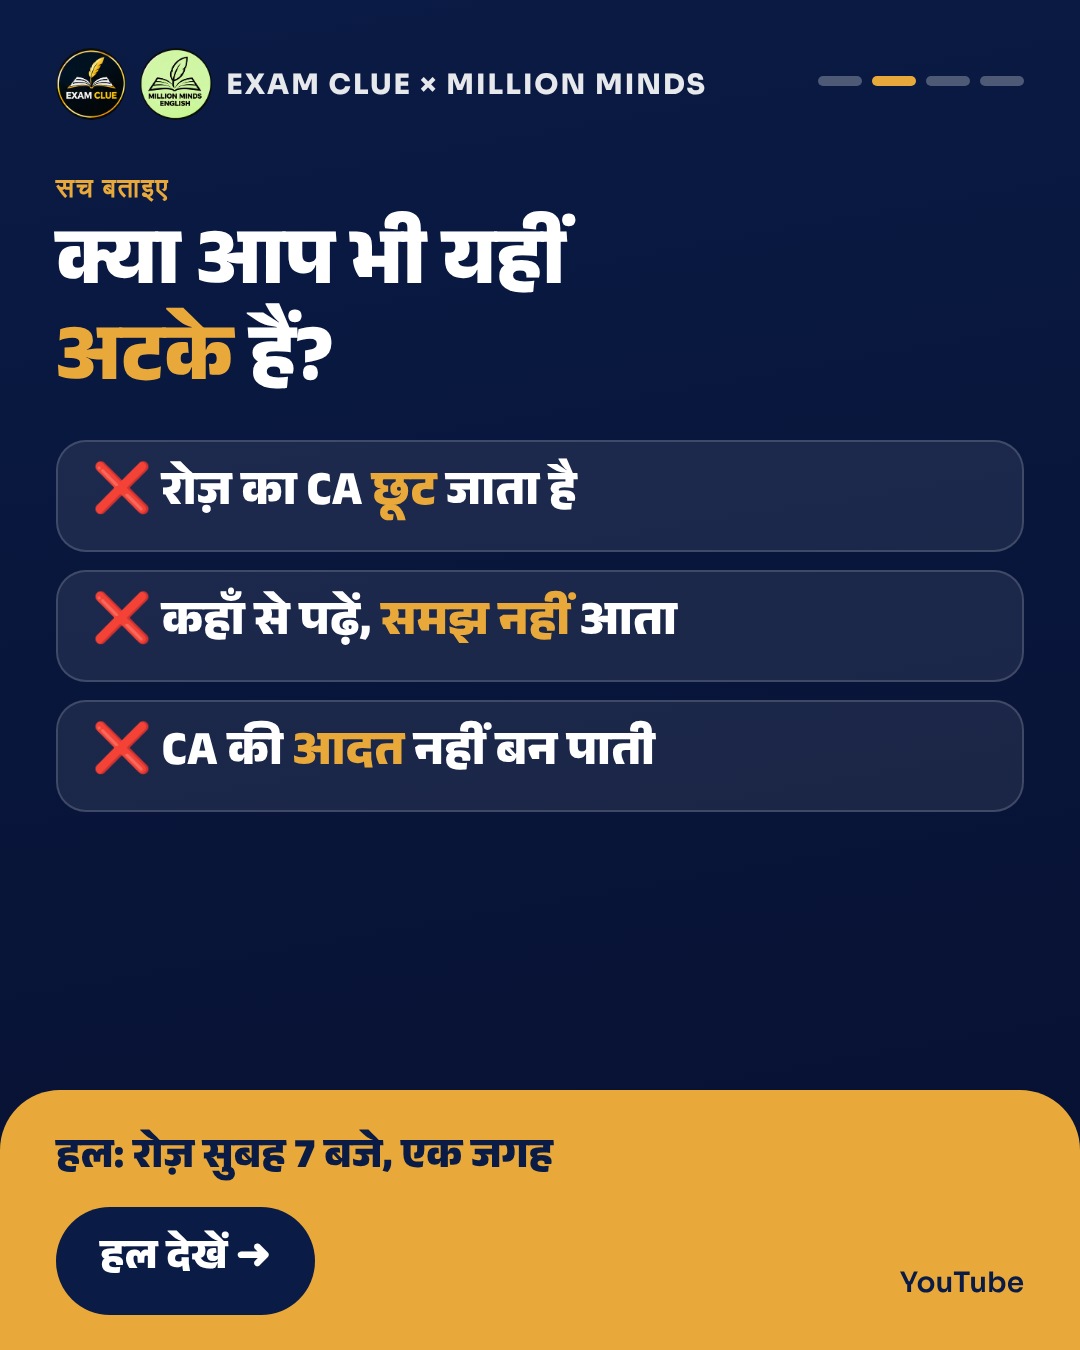 EXAM CLUE
MILLION MINDS
ENGLISH
EXAM CLUE × MILLION MINDS
सच बताइए
क्या आप भी यहीं
अटके हैं?
❌ रोज़ का CA छूट जाता है
❌ कहाँ से पढ़ें, समझ नहीं आता
❌ CA की आदत नहीं बन पाती
हल: रोज़ सुबह 7 बजे, एक जगह
हल देखें ➜
YouTube